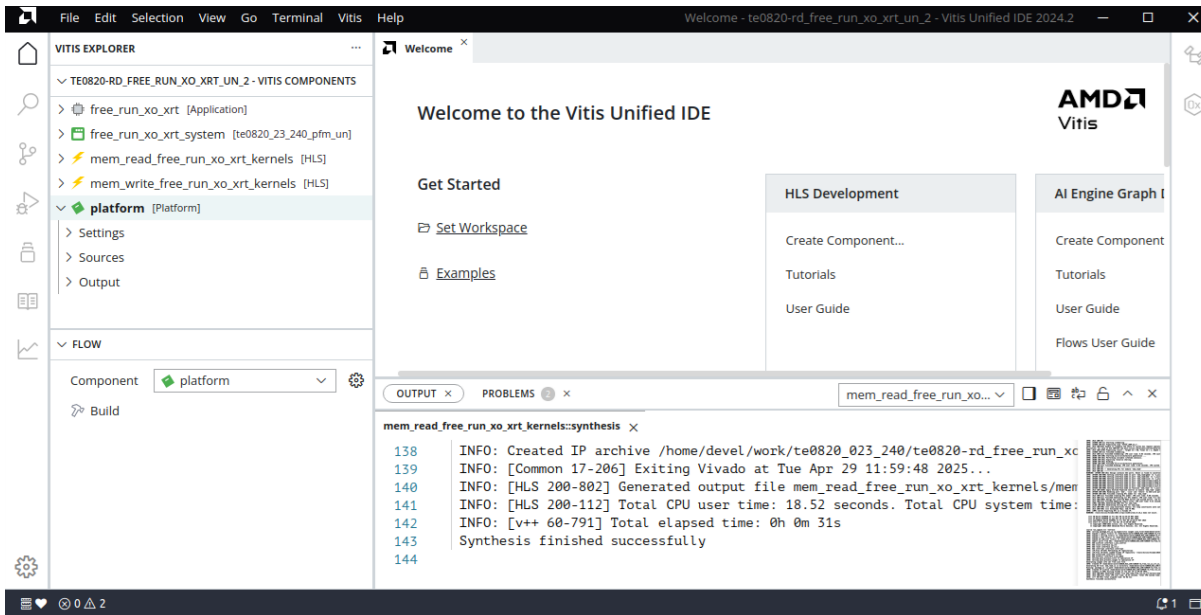 File Edit Selection View Go Terminal Vitis Help
Welcome - te0820-rd_free_run_xo_xrt_un_2 - Vitis Unified IDE 2024.2
VITIS EXPLORER
TE0820-RD_FREE_RUN_XO_XRT_UN_2 - VITIS COMPONENTS
free_run_xo_xrt [Application]
free_run_xo_xrt_system [te0820_23_240_pfm_un]
mem_read_free_run_xo_xrt_kernels [HLS]
mem_write_free_run_xo_xrt_kernels [HLS]
platform [Platform]
Settings
Sources
Output
FLOW
Component platform
Build
Welcome
Welcome to the Vitis Unified IDE
AMD
Vitis
Get Started
Set Workspace
Examples
HLS Development
Create Component...
Tutorials
User Guide
AI Engine Graph D
Create Component
Tutorials
User Guide
Flows User Guide
OUTPUT
PROBLEMS 2
mem_read_free_run_xo...
mem_read_free_run_xo_xrt_kernels::synthesis
138 INFO: Created IP archive /home/devel/work/te0820_023_240/te0820-rd_free_run_xo
139 INFO: [Common 17-206] Exiting Vivado at Tue Apr 29 11:59:48 2025...
140 INFO: [HLS 200-802] Generated output file mem_read_free_run_xo_xrt_kernels/mem
141 INFO: [HLS 200-112] Total CPU user time: 18.52 seconds. Total CPU system time:
142 INFO: [v++ 60-791] Total elapsed time: 0h 0m 31s
143 Synthesis finished successfully
144
0 2
1